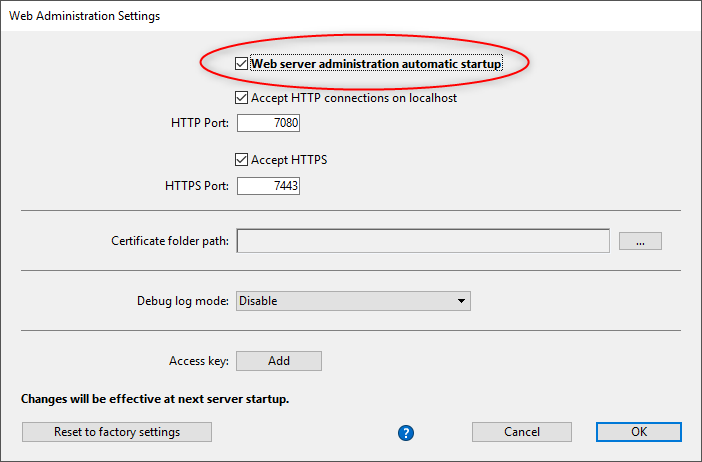 Web Administration Settings
Web server administration automatic startup
Accept HTTP connections on localhost
HTTP Port: 7080
Accept HTTPS
HTTPS Port: 7443
Certificate folder path: ...
Debug log mode: Disable
Access key: Add
Changes will be effective at next server startup.
Reset to factory settings ? Cancel OK